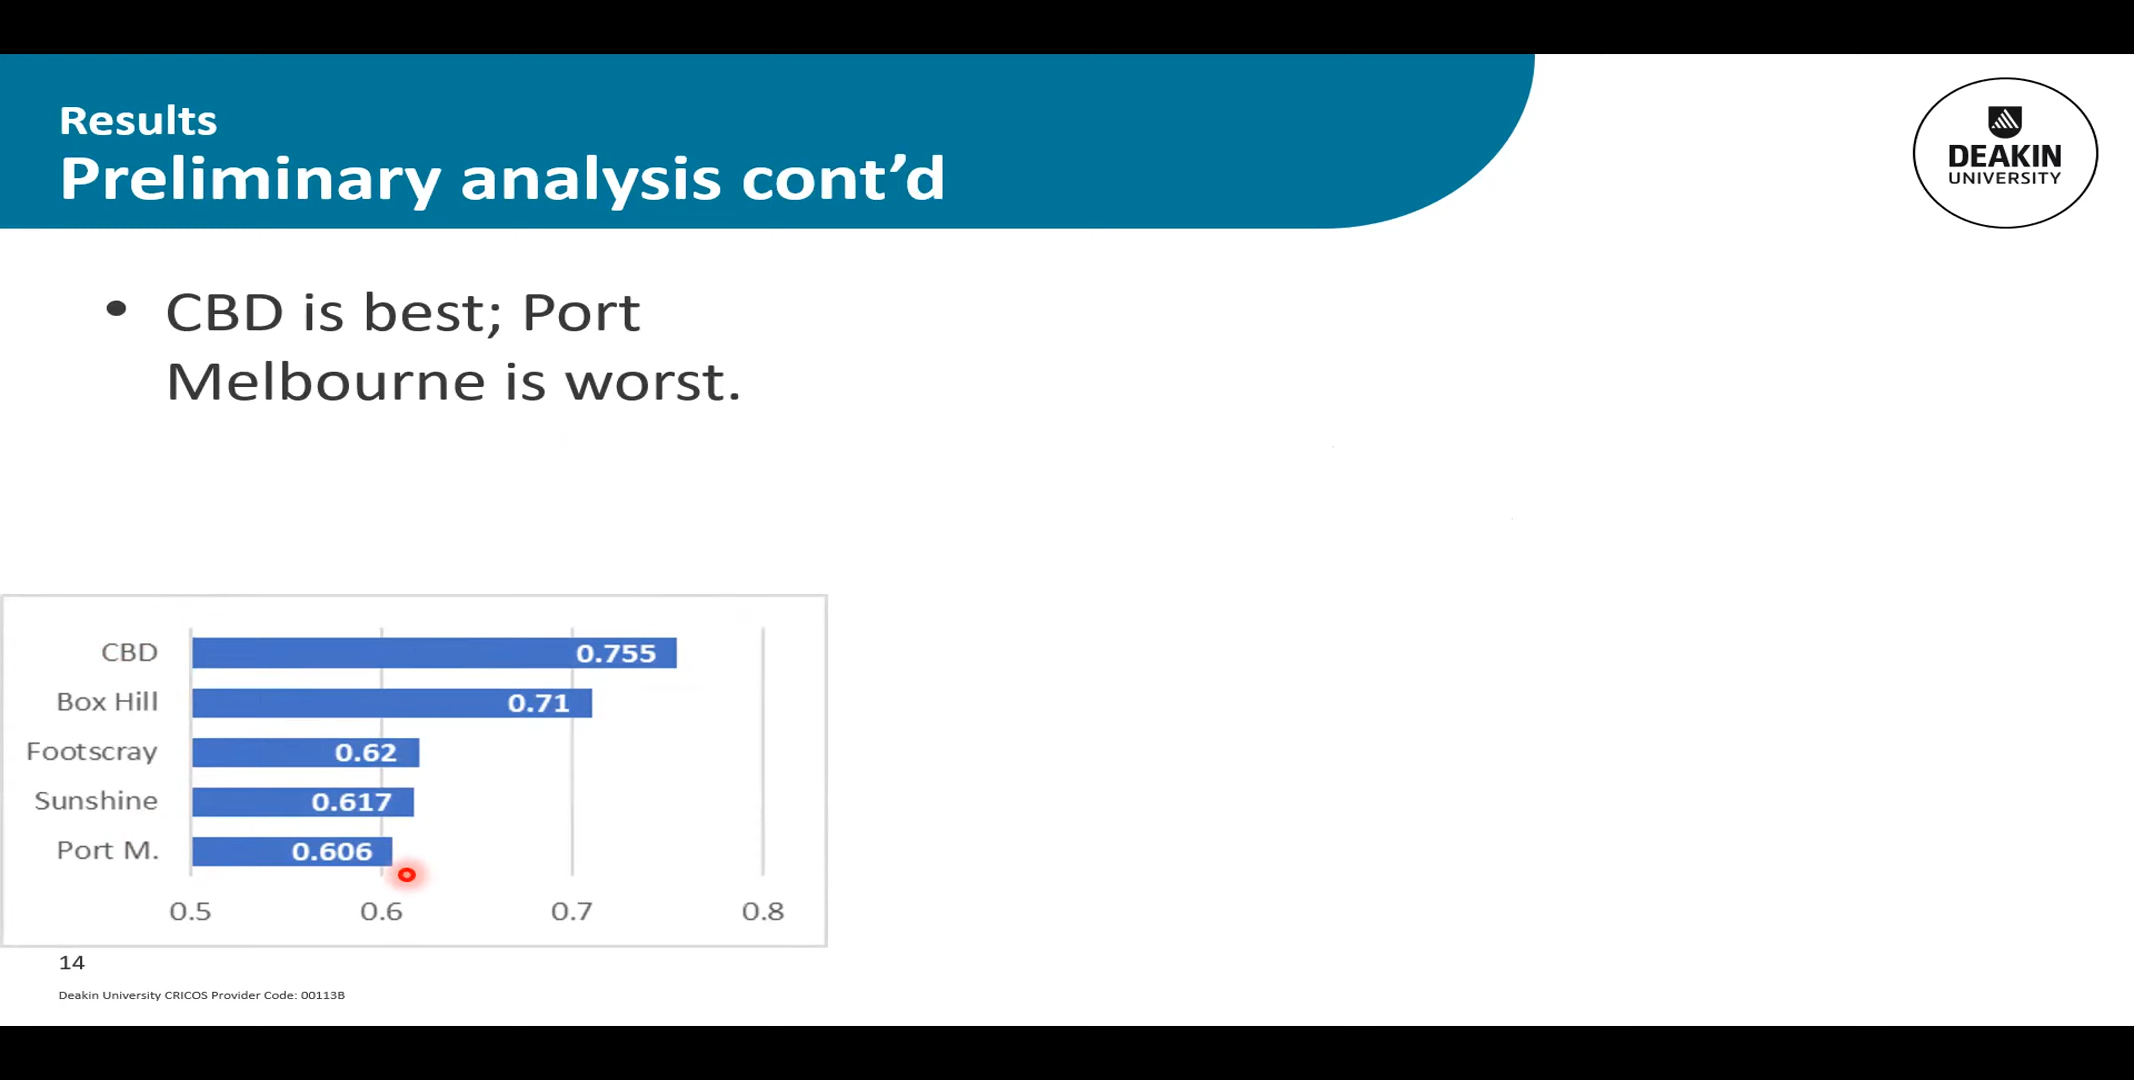 Results
Preliminary analysis cont’d
DEAKIN
UNIVERSITY
• CBD is best; Port
Melbourne is worst.
CBD 0.755
Box Hill 0.71
Footscray 0.62
Sunshine 0.617
Port M. 0.606
0.5 0.6 0.7 0.8
14
Deakin University CRICOS Provider Code: 00113B